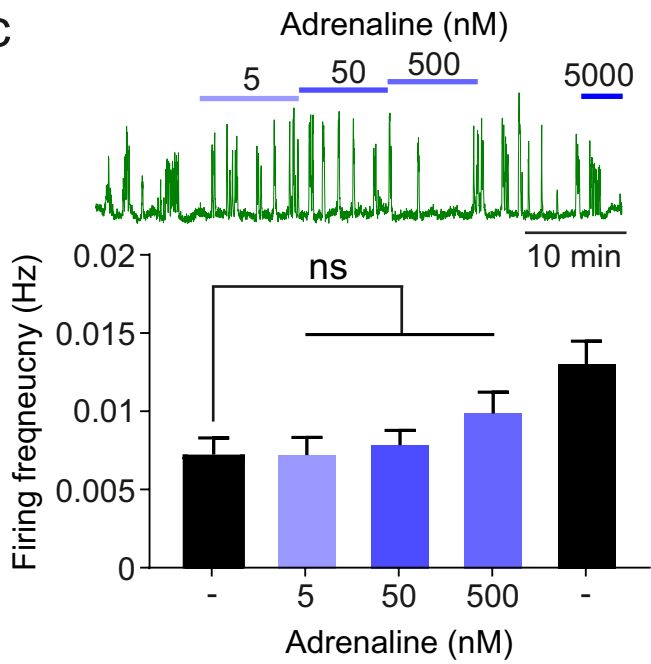 C
Adrenaline (nM)
5 50 500 5000
10 min
ns
Firing freqneucny (Hz)
0.02
0.015
0.01
0.005
0
- 5 50 500 -
Adrenaline (nM)